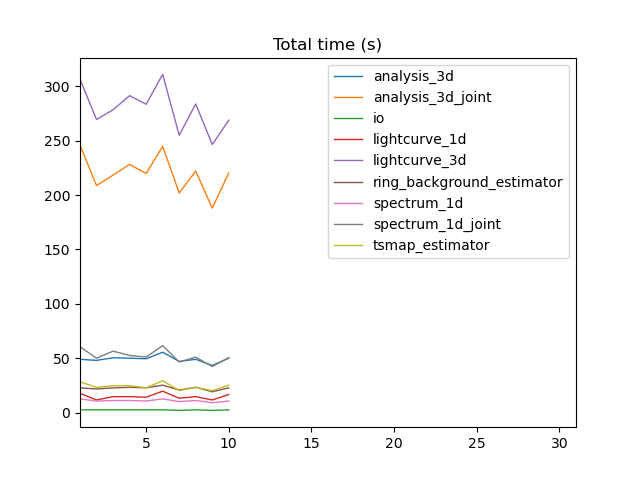 Total time (s)
300
250
200
150
100
50
0
5
10
15
20
25
30
analysis_3d
analysis_3d_joint
io
lightcurve_1d
lightcurve_3d
ring_background_estimator
spectrum_1d
spectrum_1d_joint
tsmap_estimator